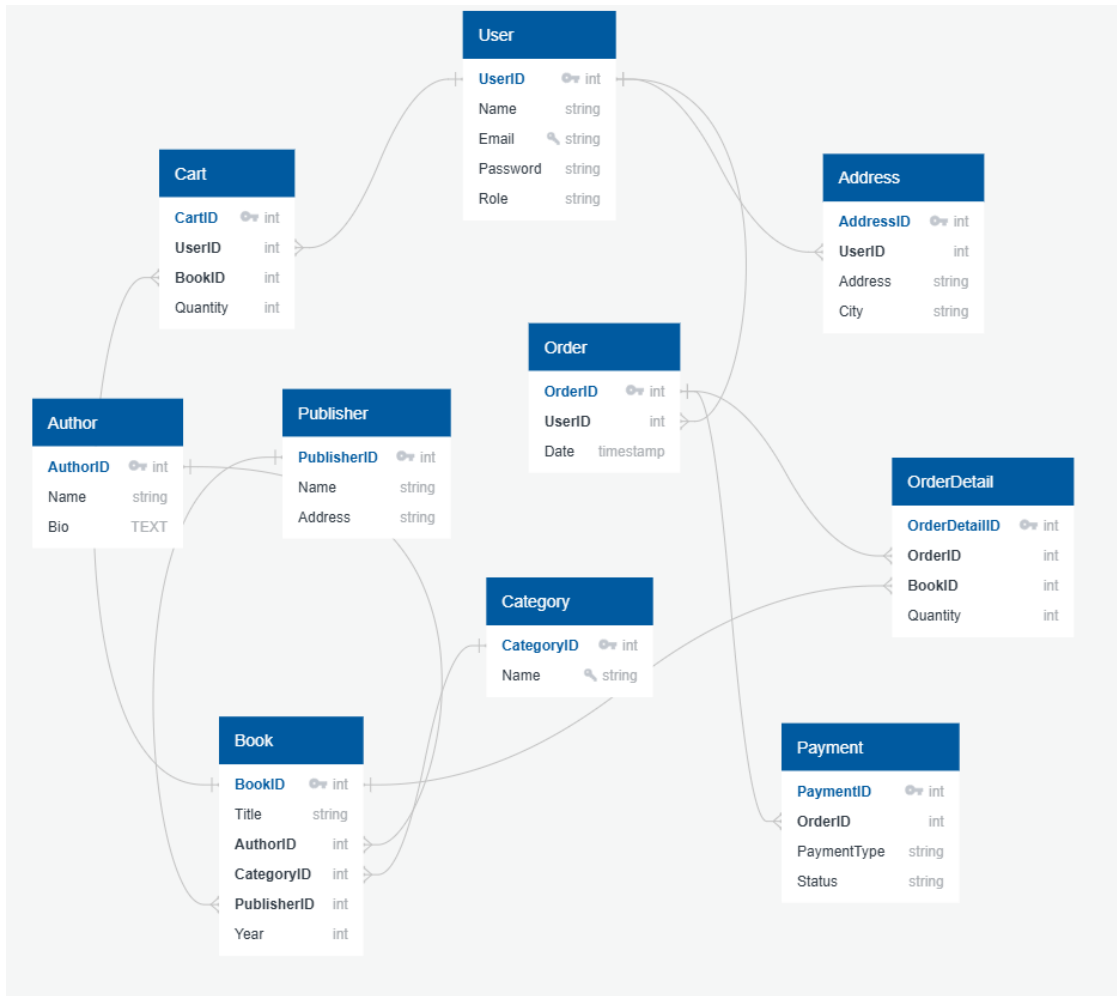 User
UserID int
Name string
Email string
Password string
Role string
Cart
CartID int
UserID int
BookID int
Quantity int
Address
AddressID int
UserID int
Address string
City string
Order
OrderID int
UserID int
Date timestamp
Author
AuthorID int
Name string
Bio TEXT
Publisher
PublisherID int
Name string
Address string
OrderDetail
OrderDetailID int
OrderID int
BookID int
Quantity int
Category
CategoryID int
Name string
Book
BookID int
Title string
AuthorID int
CategoryID int
PublisherID int
Year int
Payment
PaymentID int
OrderID int
PaymentType string
Status string